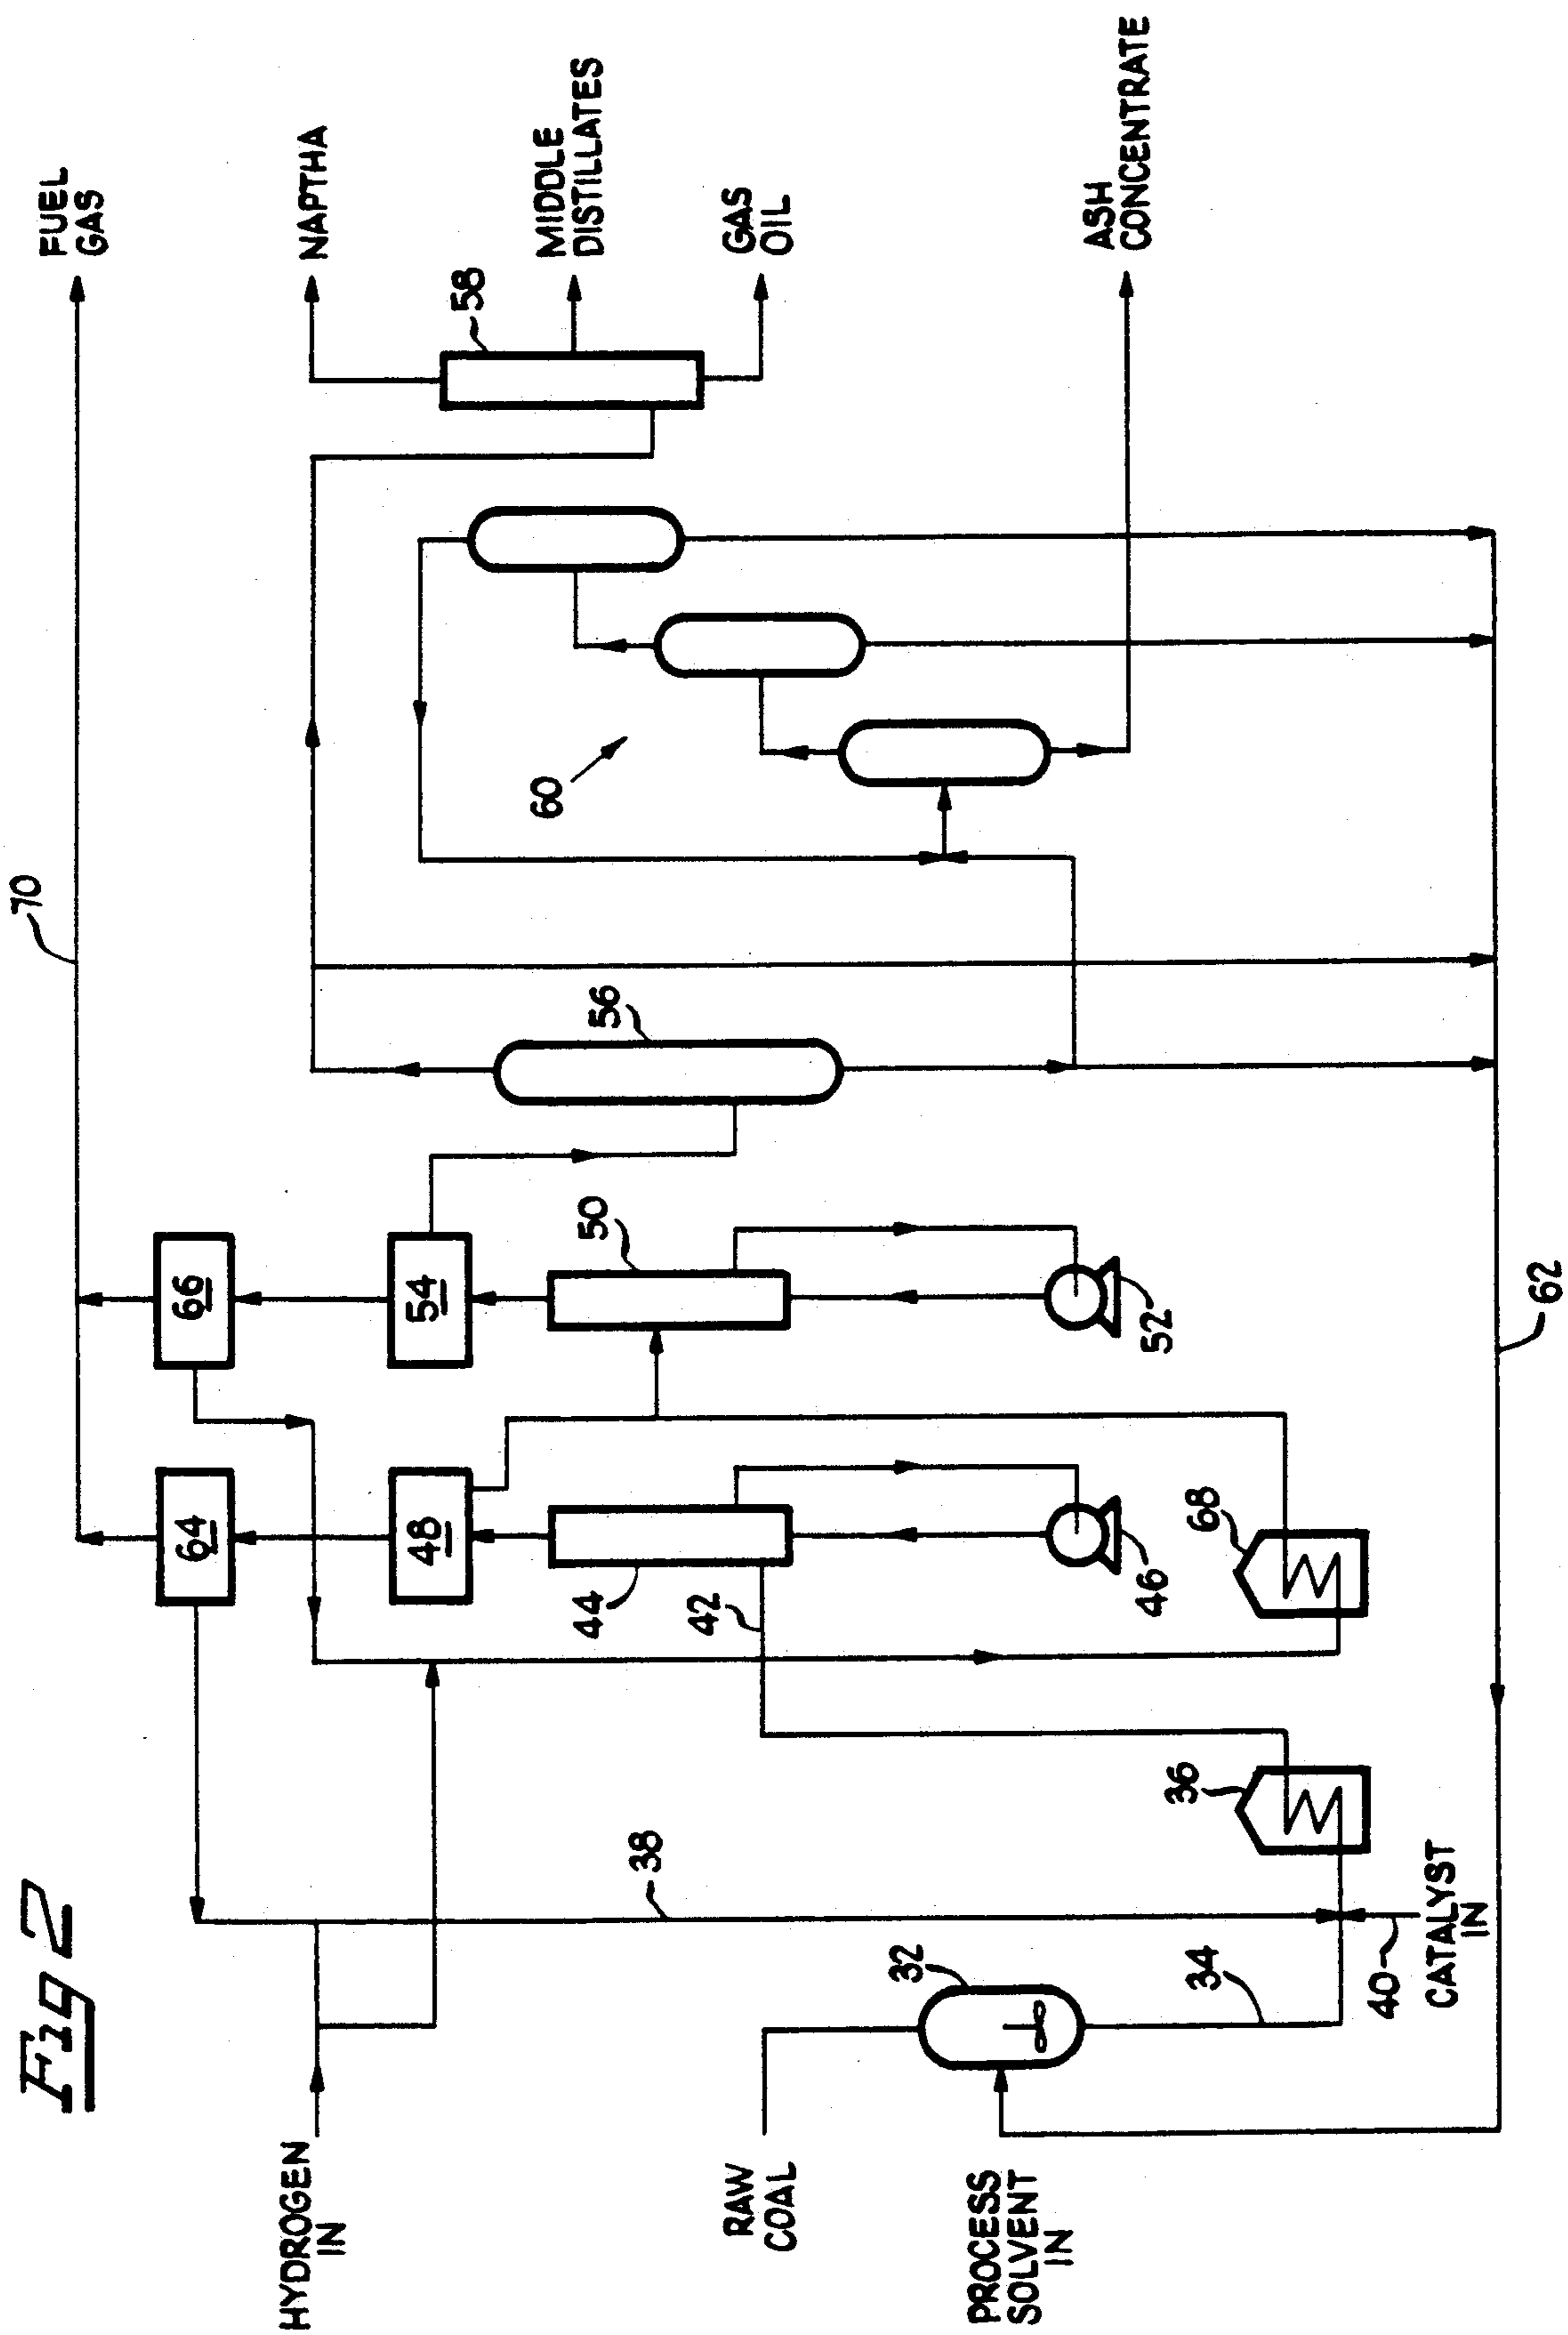 Fig 2
70
FUEL
GAS
HYDROGEN
IN
64
66
NAPTHA
48
54
58
MIDDLE
DISTILLATES
60
56
50
44
38
42
RAW
COAL
GAS
OIL
32
PROCESS
SOLVENT
IN
34
36
68
46
52
ASH
CONCENTRATE
40
CATALYST
IN
62